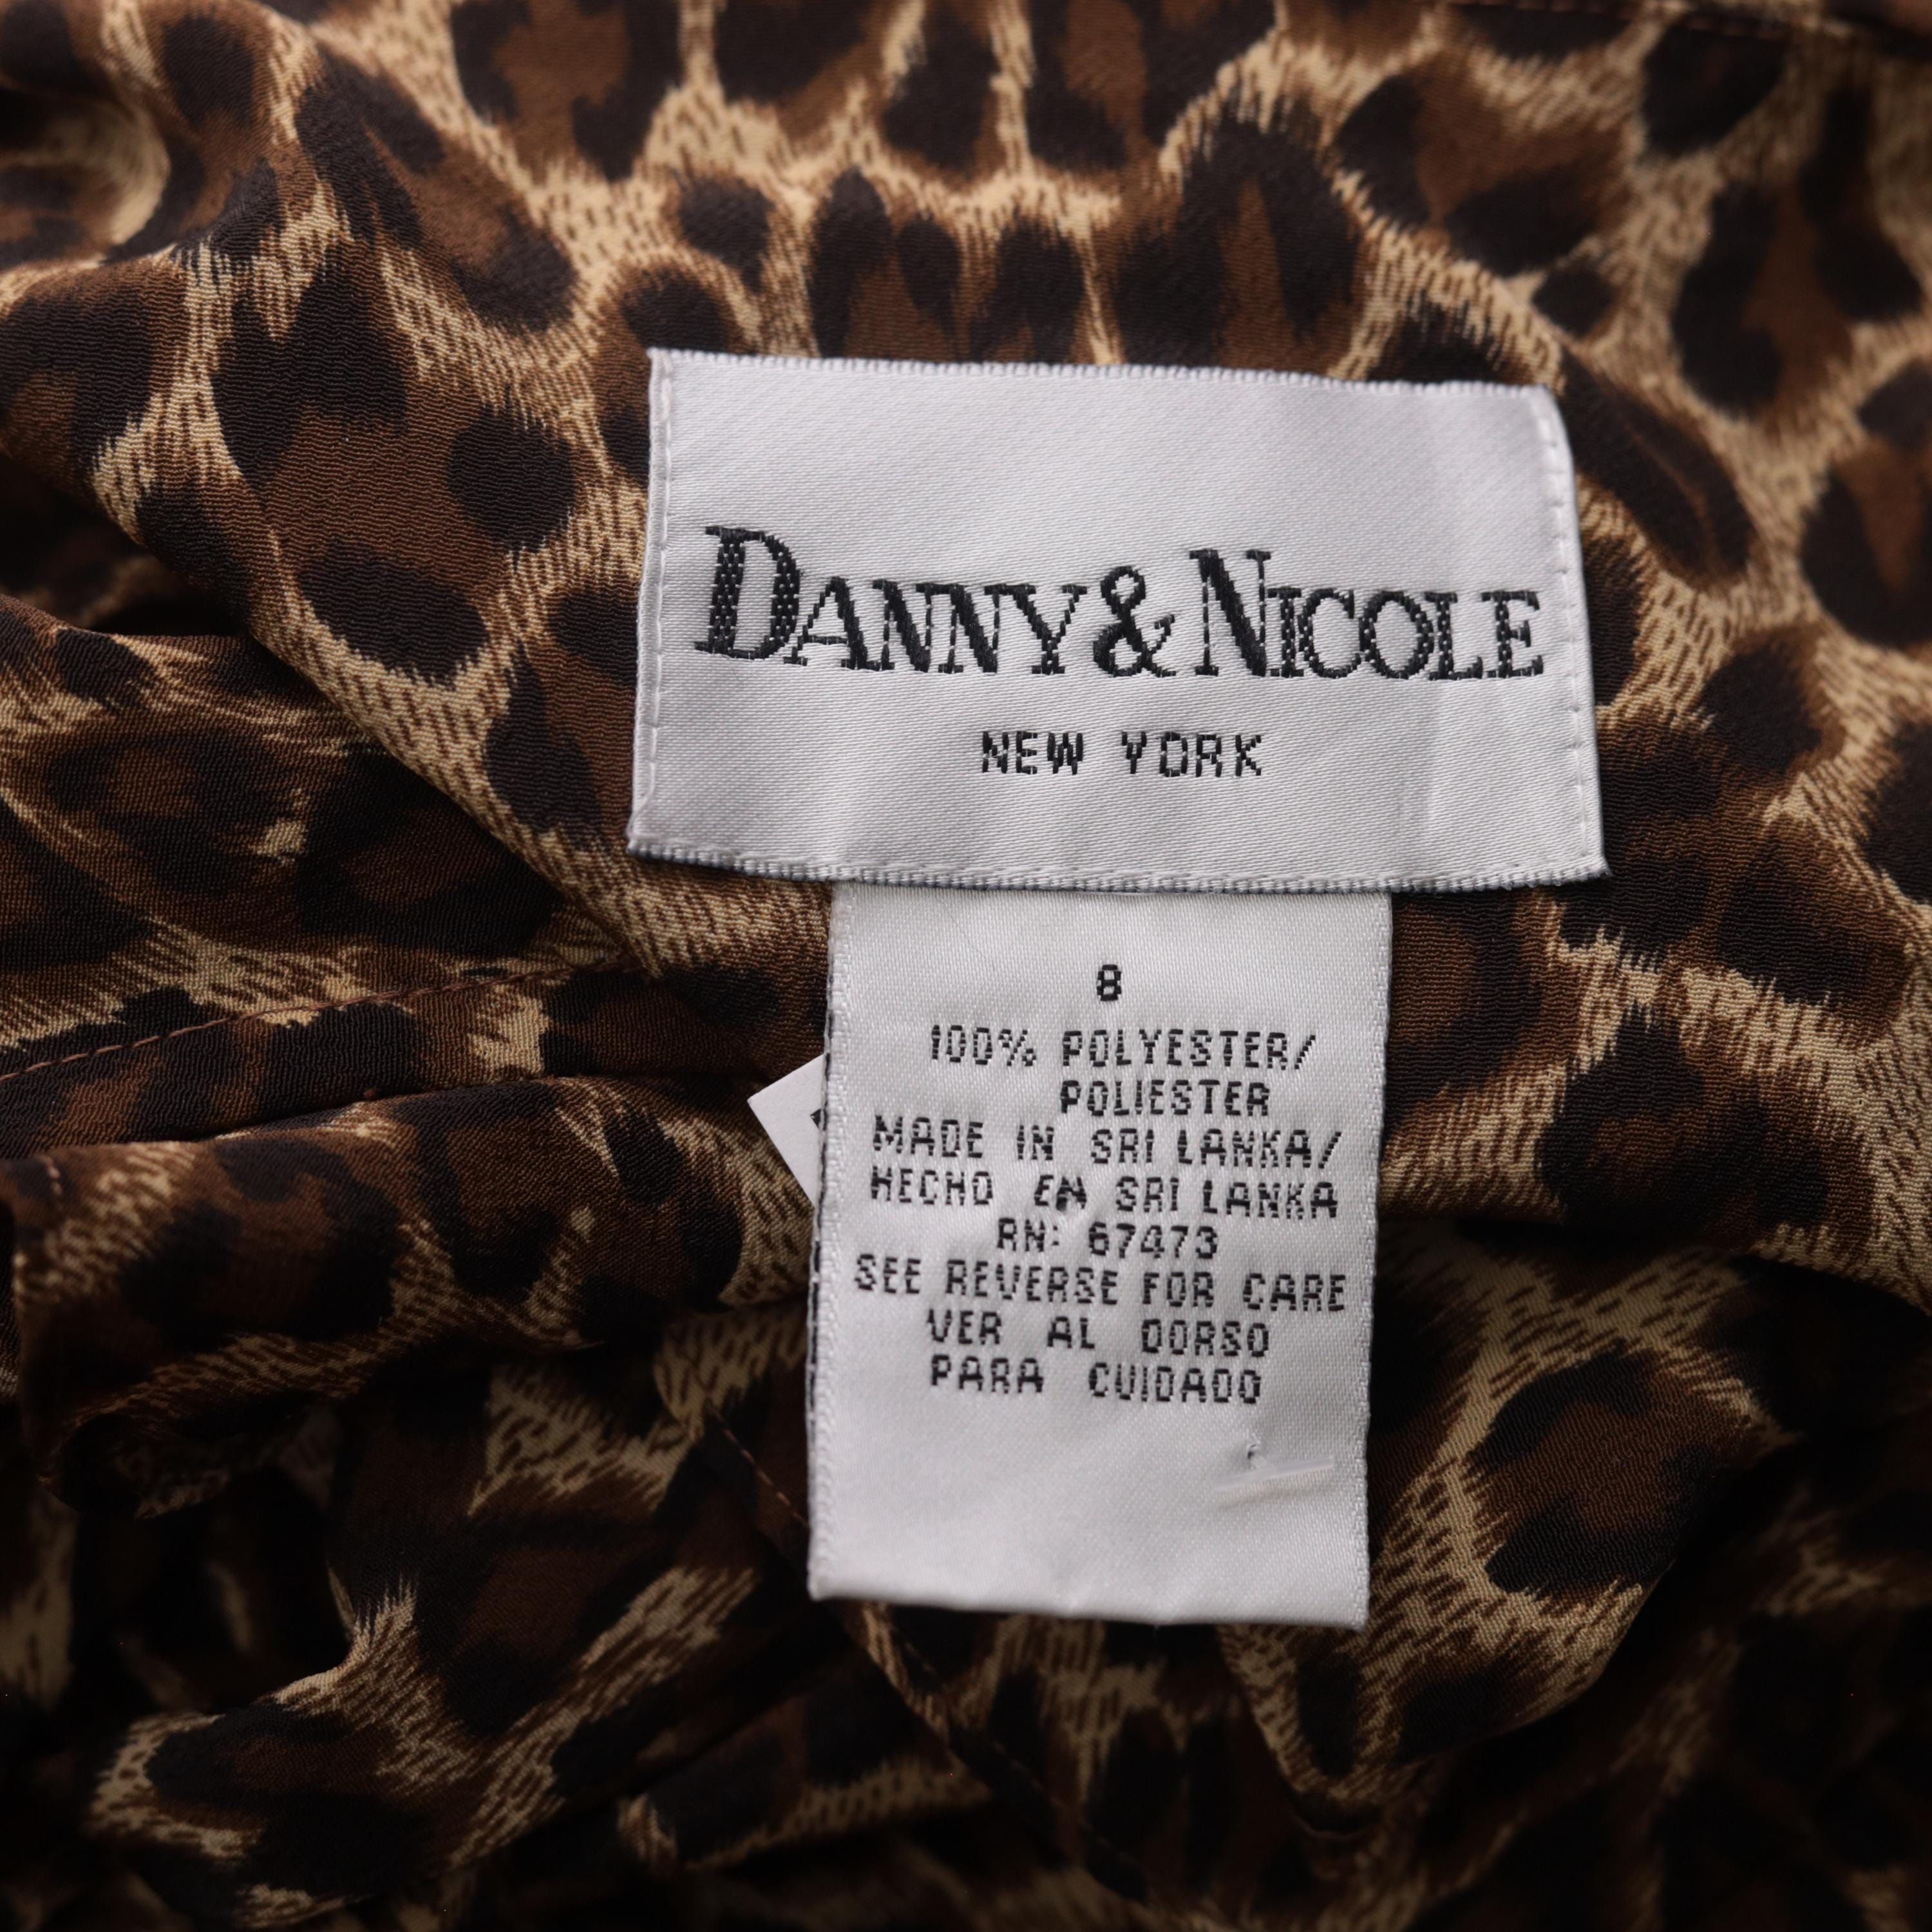 DANNY & NICOLE
NEW YORK
8
100% POLYESTER/
POLIESTER
MADE IN SRI LANKA/
HECHO EN SRI LANKA
RN: 67473
SEE REVERSE FOR CARE
VER AL DORSO
PARA CUIDADO